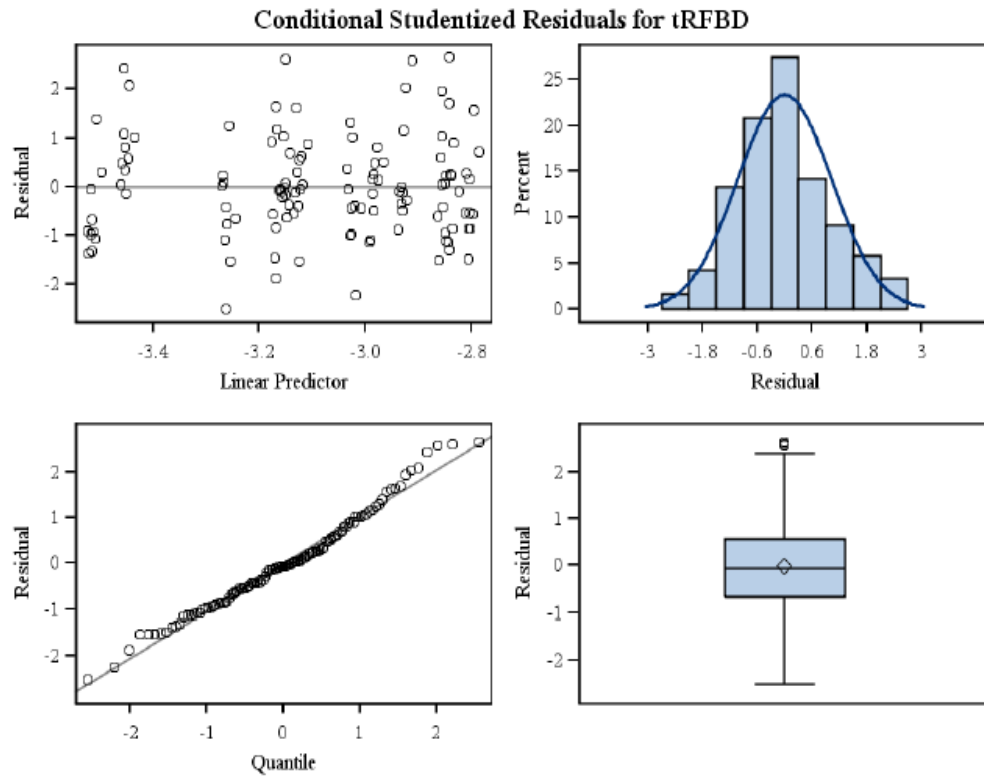 Conditional Studentized Residuals for tRFBD
Residual
2
1
0
-1
-2
-3.4 -3.2 -3.0 -2.8
Linear Predictor
Percent
25
20
15
10
5
0
-3 -1.8 -0.6 0.6 1.8 3
Residual
Residual
2
1
0
-1
-2
-2 -1 0 1 2
Quantile
Residual
2
1
0
-1
-2